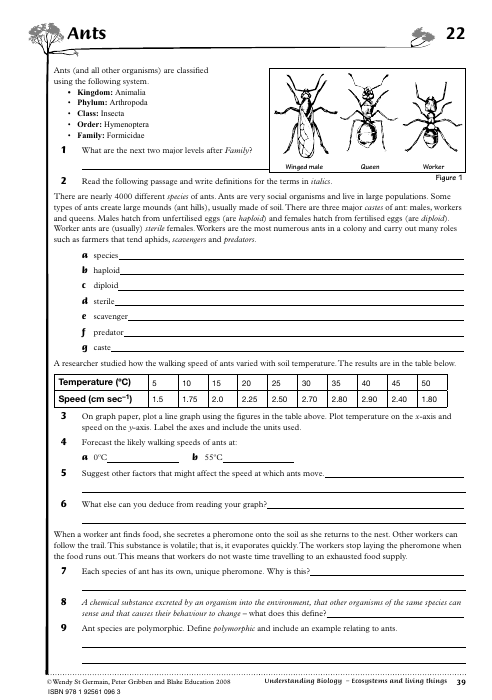 Ants
22
Ants (and all other organisms) are classified
using the following system.
• Kingdom: Animalia
• Phylum: Arthropoda
• Class: Insecta
• Order: Hymenoptera
• Family: Formicidae
1 What are the next two major levels after Family?
Winged male Queen Worker
Figure 1
2 Read the following passage and write definitions for the terms in italics.
There are nearly 4000 different species of ants. Ants are very social organisms and live in large populations. Some
types of ants create large mounds (ant hills), usually made of soil. There are three major castes of ant: males, workers
and queens. Males hatch from unfertilised eggs (are haploid) and females hatch from fertilised eggs (are diploid).
Worker ants are (usually) sterile females. Workers are the most numerous ants in a colony and carry out many roles
such as farmers that tend aphids, scavengers and predators.
a species
b haploid
c diploid
d sterile
e scavenger
f predator
g caste
A researcher studied how the walking speed of ants varied with soil temperature. The results are in the table below.
Temperature (°C) 5 10 15 20 25 30 35 40 45 50
Speed (cm sec⁻¹) 1.5 1.75 2.0 2.25 2.50 2.70 2.80 2.90 2.40 1.80
3 On graph paper, plot a line graph using the figures in the table above. Plot temperature on the x-axis and
speed on the y-axis. Label the axes and include the units used.
4 Forecast the likely walking speeds of ants at:
a 0°C b 55°C
5 Suggest other factors that might affect the speed at which ants move.
6 What else can you deduce from reading your graph?
When a worker ant finds food, she secretes a pheromone onto the soil as she returns to the nest. Other workers can
follow the trail. This substance is volatile; that is, it evaporates quickly. The workers stop laying the pheromone when
the food runs out. This means that workers do not waste time travelling to an exhausted food supply.
7 Each species of ant has its own, unique pheromone. Why is this?
8 A chemical substance excreted by an organism into the environment, that other organisms of the same species can
sense and that causes their behaviour to change – what does this define?
9 Ant species are polymorphic. Define polymorphic and include an example relating to ants.
©Wendy St Germain, Peter Gribben and Blake Education 2008 Understanding Biology – Ecosystems and living things 39
ISBN 978 1 92561 096 3